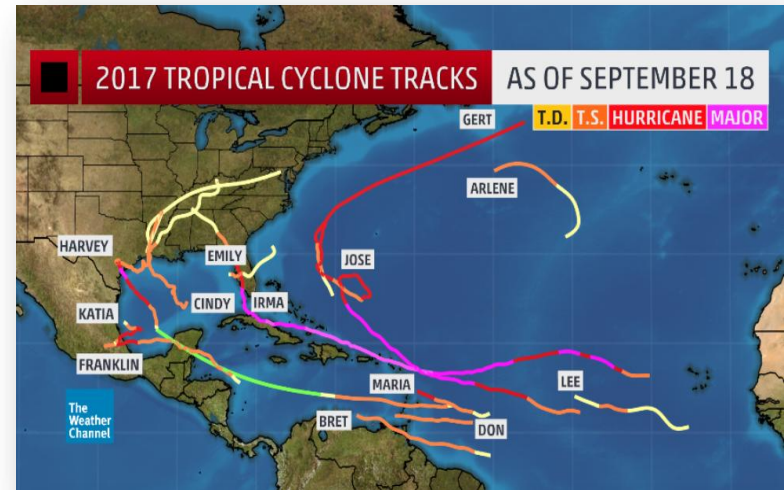 2017 TROPICAL CYCLONE TRACKS
AS OF SEPTEMBER 18
GERT
T.D. T.S. HURRICANE MAJOR
ARLENE
HARVEY
EMILY
JOSE
CINDY
IRMA
KATIA
FRANKLIN
MARIA
LEE
BRET
DON
The
Weather
Channel